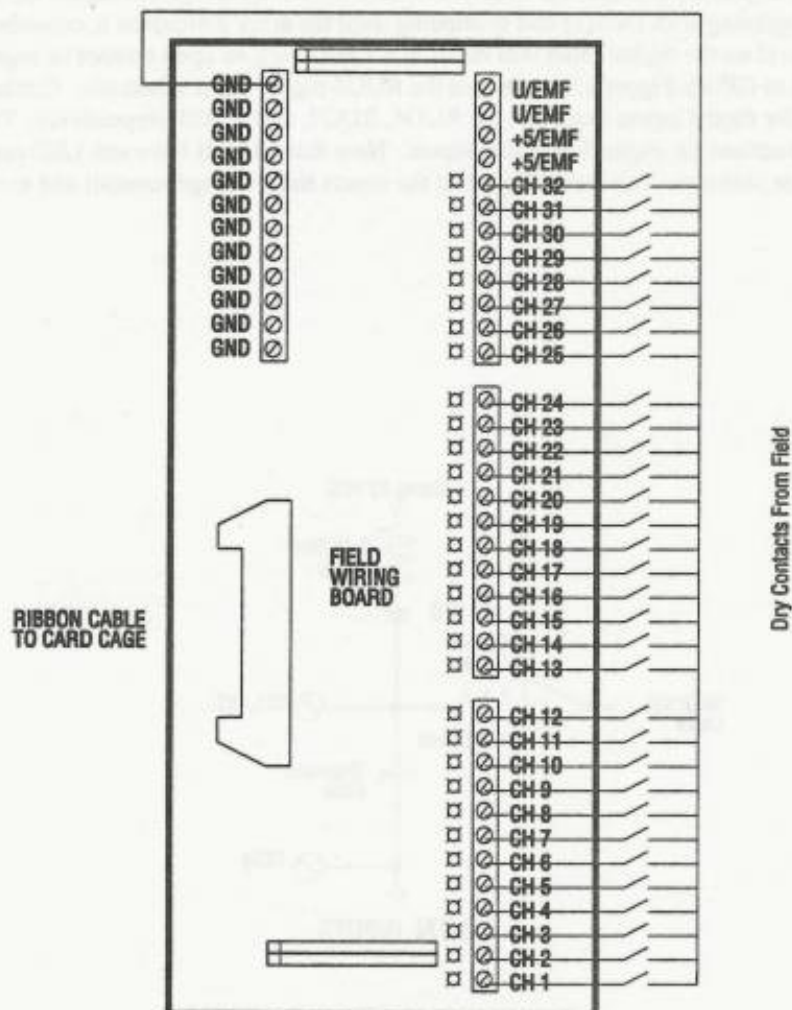 GND
GND
GND
GND
GND
GND
GND
GND
GND
GND
GND
GND
U/EMF
U/EMF
+5/EMF
+5/EMF
CH 32
CH 31
CH 30
CH 29
CH 28
CH 27
CH 26
CH 25
CH 24
CH 23
CH 22
CH 21
CH 20
CH 19
CH 18
CH 17
CH 16
CH 15
CH 14
CH 13
CH 12
CH 11
CH 10
CH 9
CH 8
CH 7
CH 6
CH 5
CH 4
CH 3
CH 2
CH 1
FIELD
WIRING
BOARD
RIBBON CABLE
TO CARD CAGE
Dry Contacts From Field